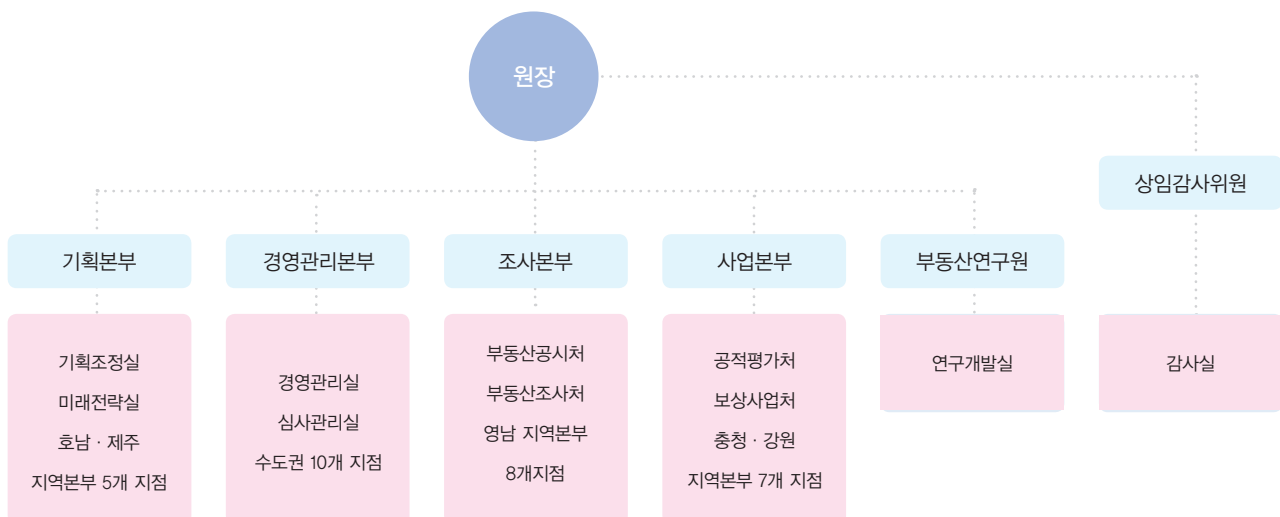 원장
상임감사위원
기획본부
경영관리본부
조사본부
사업본부
부동산연구원
기획조정실
미래전략실
호남 · 제주
지역본부 5개 지점
경영관리실
심사관리실
수도권 10개 지점
부동산공시처
부동산조사처
영남 지역본부
8개지점
공적평가처
보상사업처
충청 · 강원
지역본부 7개 지점
연구개발실
감사실